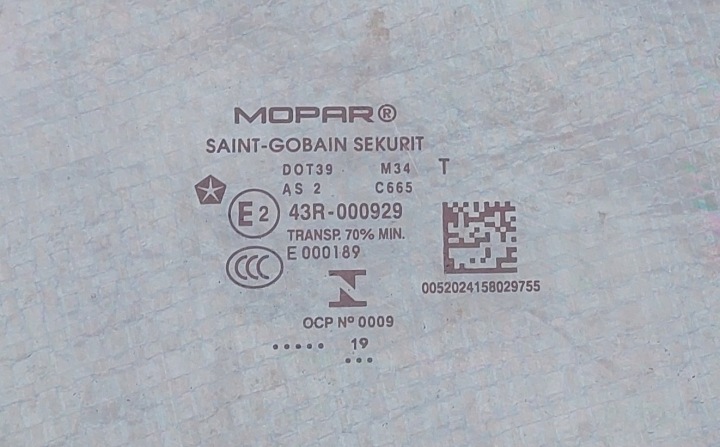 MOPAR®
SAINT-GOBAIN SEKURIT
DOT39 M34 T
AS 2 C665
E2 43R-000929
TRANSP. 70% MIN.
CCC E 000189
0052024158029755
OCP Nº 0009
..... 19
...